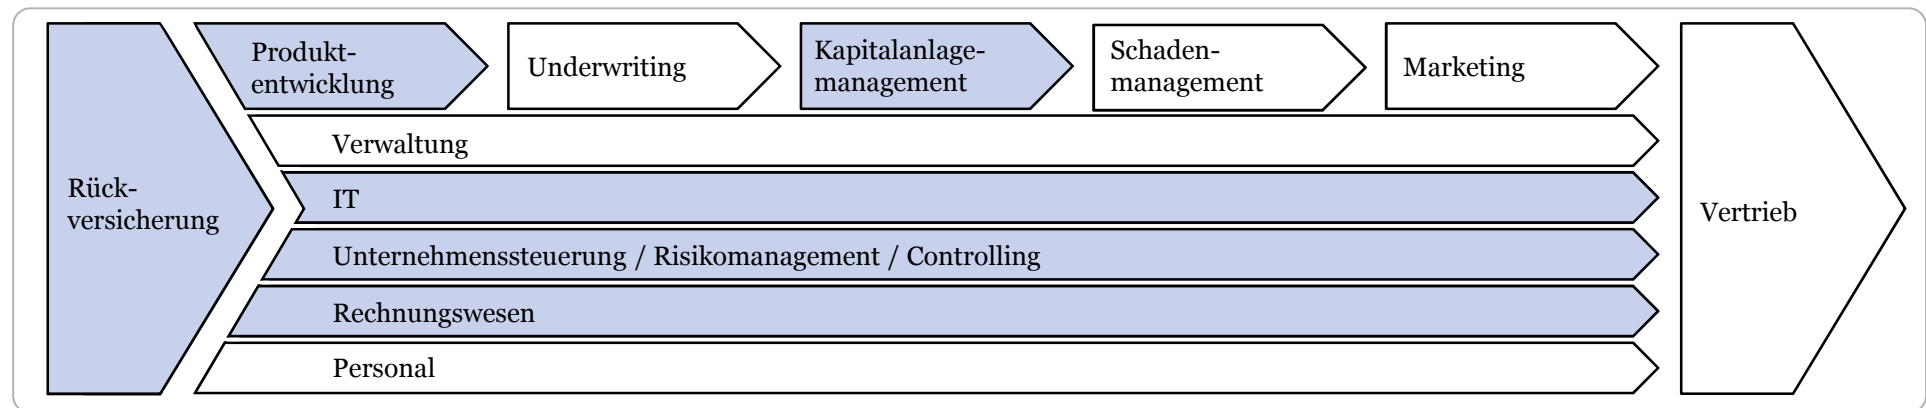 Rück-
versicherung
Produkt-
entwicklung
Underwriting
Kapitalanlage-
management
Schaden-
management
Marketing
Verwaltung
IT
Unternehmenssteuerung / Risikomanagement / Controlling
Rechnungswesen
Personal
Vertrieb